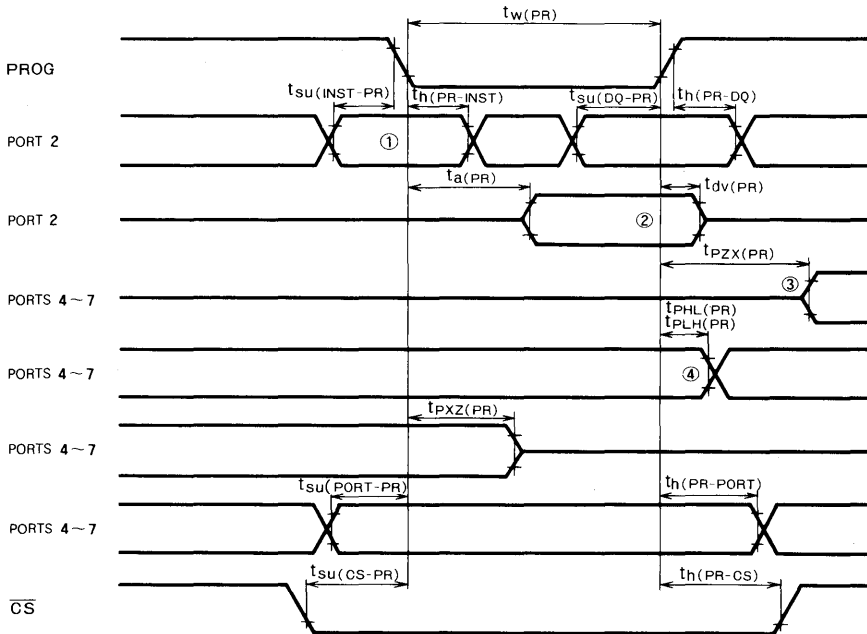 tw(PR)
PROG
tsu(INST-PR)
th(PR-INST)
tsu(DQ-PR)
th(PR-DQ)
PORT 2
①
ta(PR)
tdv(PR)
PORT 2
②
tPZX(PR)
PORTS 4~7
③
tPHL(PR)
tPLH(PR)
PORTS 4~7
④
tPXZ(PR)
PORTS 4~7
tsu(PORT-PR)
th(PR-PORT)
PORTS 4~7
tsu(CS-PR)
th(PR-CS)
C̅S̅